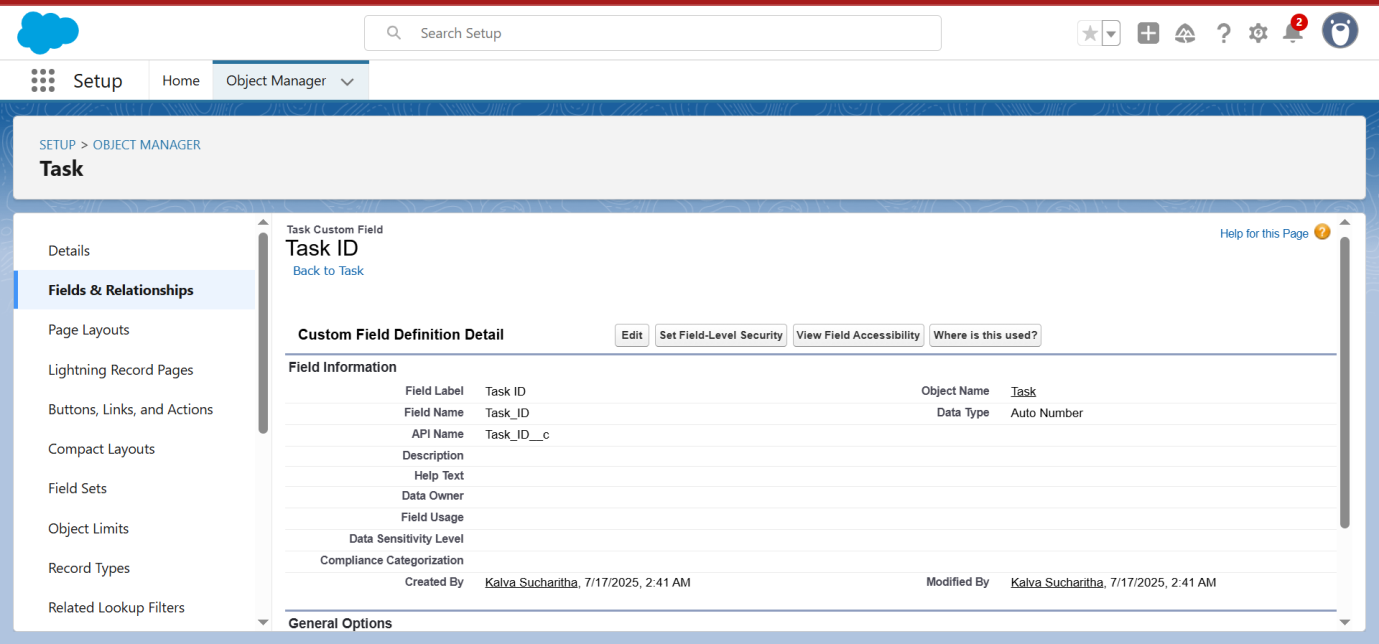 Search Setup
2
Setup
Home
Object Manager
SETUP > OBJECT MANAGER
Task
Details
Fields & Relationships
Page Layouts
Lightning Record Pages
Buttons, Links, and Actions
Compact Layouts
Field Sets
Object Limits
Record Types
Related Lookup Filters
Task Custom Field
Task ID
Back to Task
Help for this Page ?
Custom Field Definition Detail
Edit
Set Field-Level Security
View Field Accessibility
Where is this used?
Field Information
Field Label Task ID Object Name Task
Field Name Task_ID Data Type Auto Number
API Name Task_ID__c
Description
Help Text
Data Owner
Field Usage
Data Sensitivity Level
Compliance Categorization
Created By Kalva Sucharitha, 7/17/2025, 2:41 AM Modified By Kalva Sucharitha, 7/17/2025, 2:41 AM
General Options